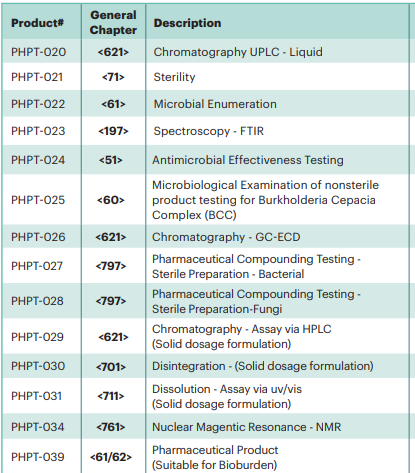 Product# General Chapter Description
PHPT-020 <621> Chromatography UPLC - Liquid
PHPT-021 <71> Sterility
PHPT-022 <61> Microbial Enumeration
PHPT-023 <197> Spectroscopy - FTIR
PHPT-024 <51> Antimicrobial Effectiveness Testing
PHPT-025 <60> Microbiological Examination of nonsterile
product testing for Burkholderia Cepacia
Complex (BCC)
PHPT-026 <621> Chromatography - GC-ECD
PHPT-027 <797> Pharmaceutical Compounding Testing -
Sterile Preparation - Bacterial
PHPT-028 <797> Pharmaceutical Compounding Testing -
Sterile Preparation-Fungi
PHPT-029 <621> Chromatography - Assay via HPLC
(Solid dosage formulation)
PHPT-030 <701> Disintegration - (Solid dosage formulation)
PHPT-031 <711> Dissolution - Assay via uv/vis
(Solid dosage formulation)
PHPT-034 <761> Nuclear Magentic Resonance - NMR
PHPT-039 <61/62> Pharmaceutical Product
(Suitable for Bioburden)